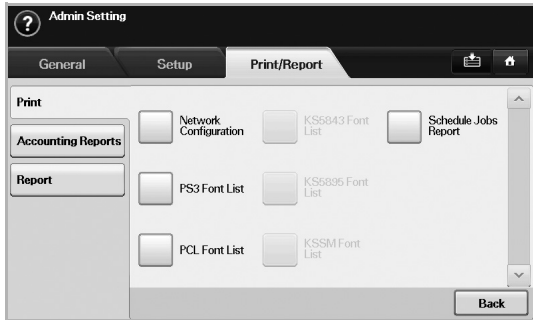 ? Admin Setting
General Setup Print/Report
Print
Accounting Reports
Report
Network
Configuration
KS5843 Font
List
Schedule Jobs
Report
PS3 Font List
KS5895 Font
List
PCL Font List
KSSM Font
List
Back